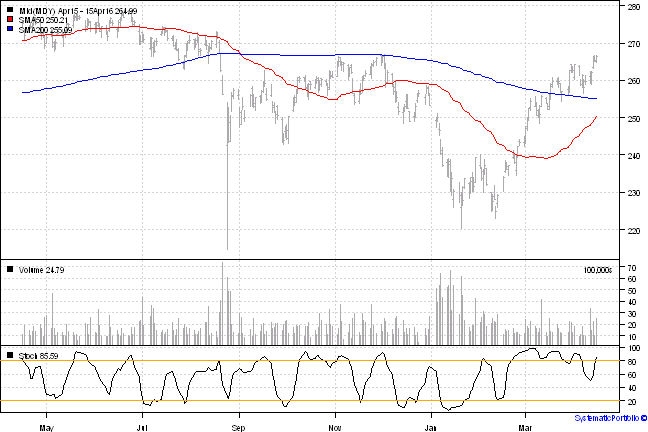 Mid(MDY) Apr15 - 15Apr16 264.99
SMA50 250.21
SMA200 255.09
280
270
260
250
240
230
220
Volume 24.79
100,000s
70
60
50
40
30
20
10
Stoch 85.59
100
80
60
40
20
May Jul Sep Nov Jan Mar
SystematicPortfolio ©